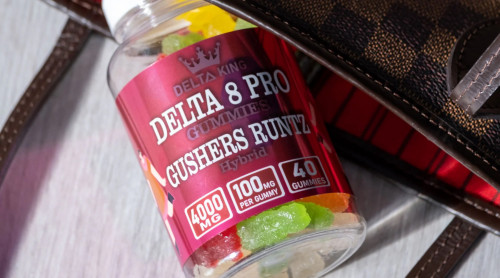 DELTA KING
DELTA 8 PRO
GUMMIES
GUSHERS RUNTZ
Hybrid
4000
MG
100MG
PER GUMMY
40
GUMMIES